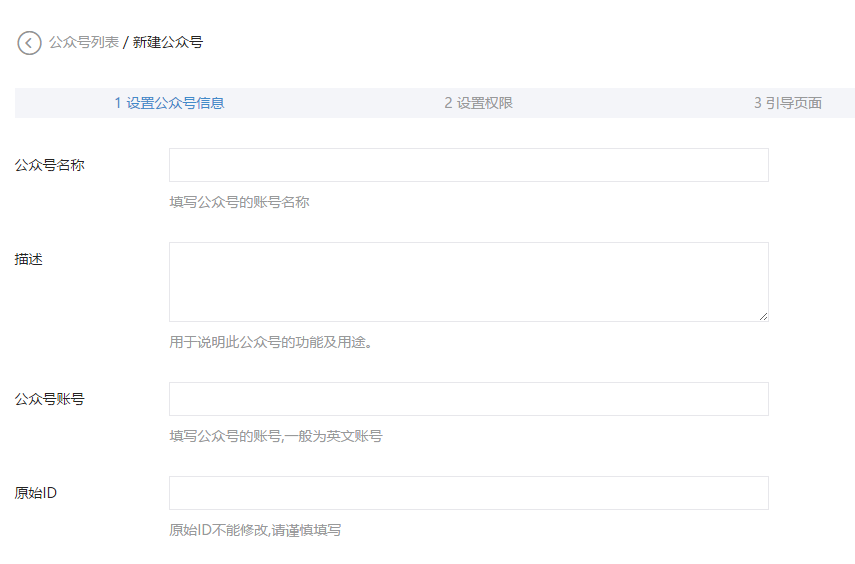 公众号列表 / 新建公众号
1 设置公众号信息 2 设置权限 3 引导页面
公众号名称
填写公众号的账号名称
描述
用于说明此公众号的功能及用途。
公众号账号
填写公众号的账号,一般为英文账号
原始ID
原始ID不能修改,请谨慎填写